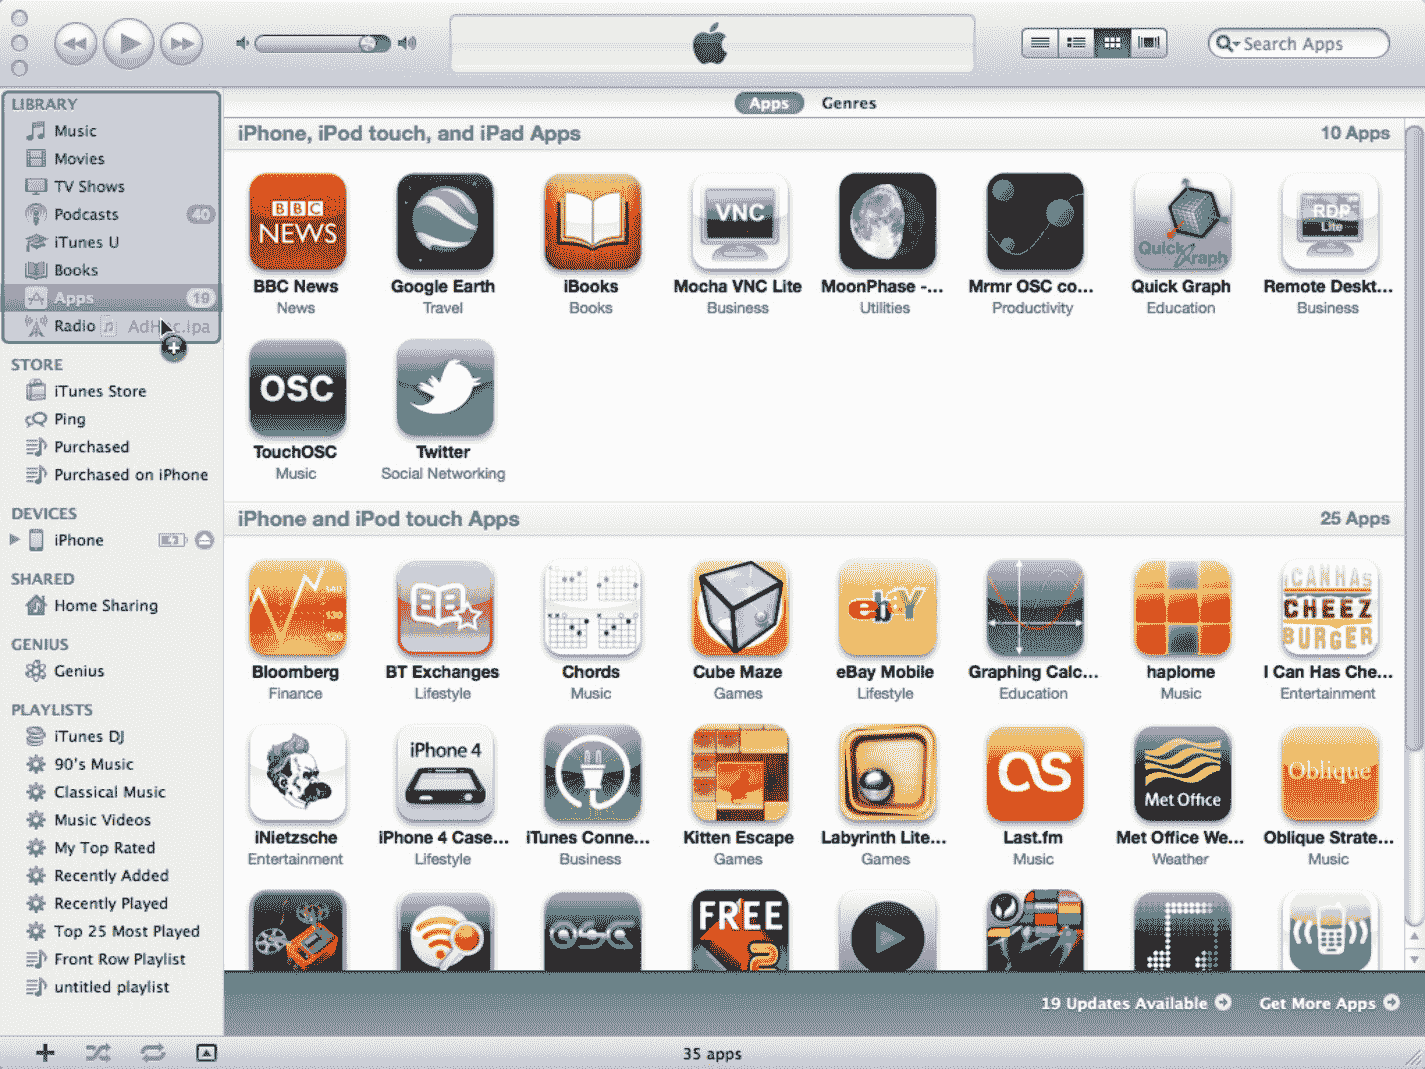 Search Apps
LIBRARY
Music
Movies
TV Shows
Podcasts 40
iTunes U
Books
Apps 19
Radio
STORE
iTunes Store
Ping
Purchased
Purchased on iPhone
DEVICES
iPhone
SHARED
Home Sharing
GENIUS
Genius
PLAYLISTS
iTunes DJ
90's Music
Classical Music
Music Videos
My Top Rated
Recently Added
Recently Played
Top 25 Most Played
Front Row Playlist
untitled playlist
Apps Genres
iPhone, iPod touch, and iPad Apps 10 Apps
BBC
NEWS
VNC
QuickGraph
RDP
Lite
BBC News Google Earth iBooks Mocha VNC Lite MoonPhase -... Mrmr OSC co... Quick Graph Remote Deskt...
News Travel Books Business Utilities Productivity Education Business
OSC
TouchOSC Twitter
Music Social Networking
iPhone and iPod touch Apps 25 Apps
ebaY
ICANHAS
CHEEZ
BURGER
Bloomberg BT Exchanges Chords Cube Maze eBay Mobile Graphing Calc... haplome I Can Has Che...
Finance Lifestyle Music Games Lifestyle Education Music Entertainment
iPhone 4
Met Office
Oblique
iNietzsche iPhone 4 Case... iTunes Conne... Kitten Escape Labyrinth Lite... Last.fm Met Office We... Oblique Strate...
Entertainment Lifestyle Business Games Games Music Weather Music
OSC
FREE
2
19 Updates Available Get More Apps
35 apps